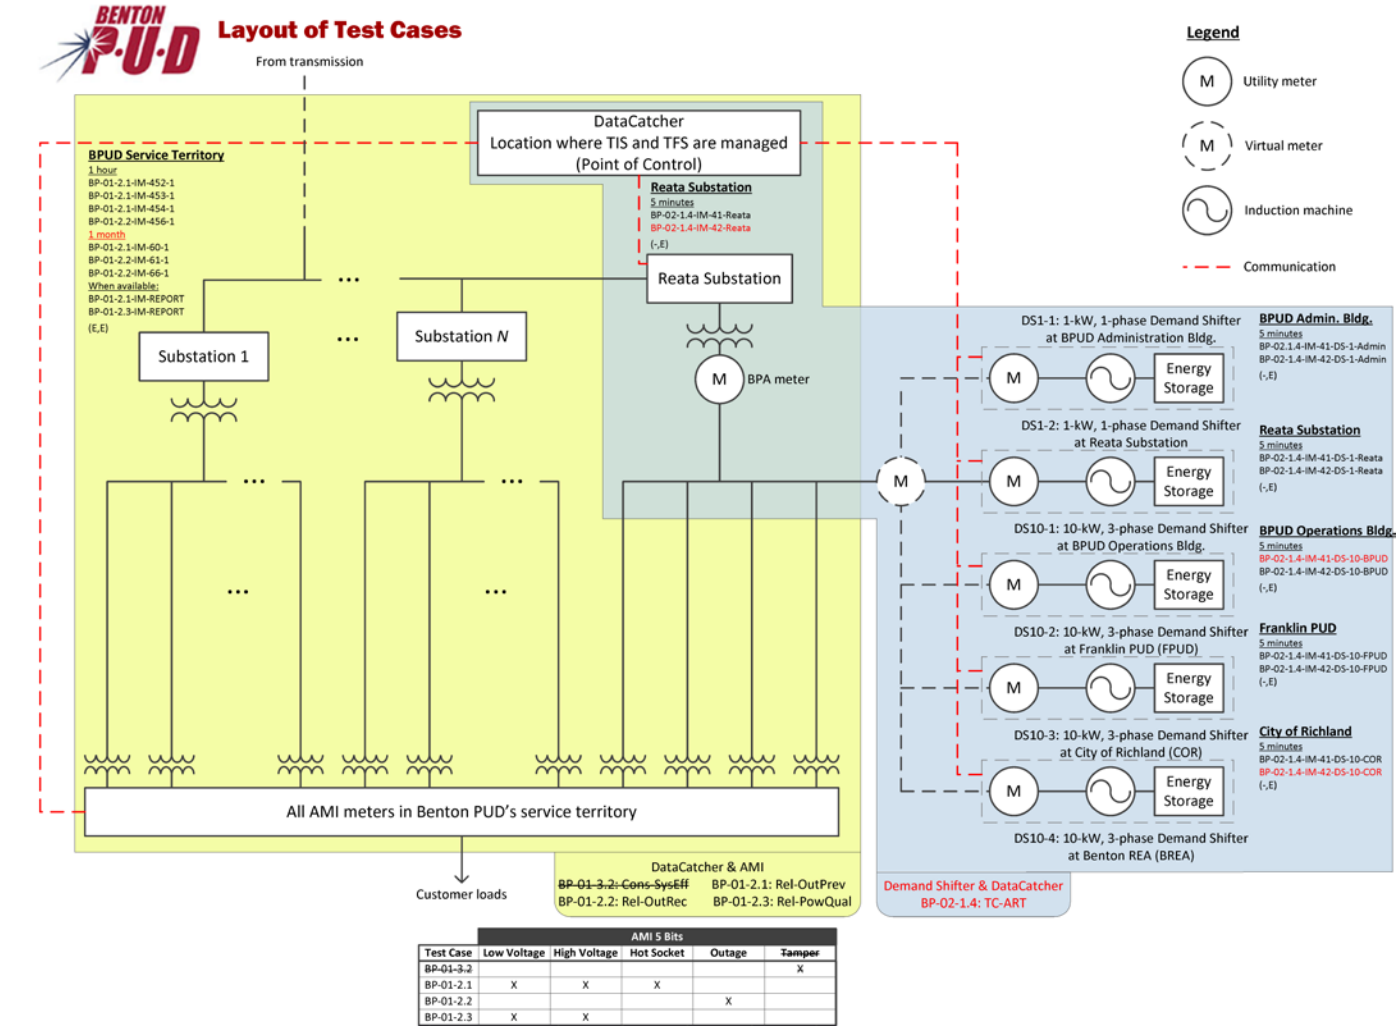 BENTON
P·U·D
Layout of Test Cases
From transmission
Legend
M
Utility meter
M
Virtual meter
Induction machine
Communication
DataCatcher
Location where TIS and TFS are managed
(Point of Control)
BPUD Service Territory
1 hour
BP-01-2.1-IM-452-1
BP-01-2.1-IM-453-1
BP-01-2.1-IM-454-1
BP-01-2.2-IM-456-1
1 month
BP-01-2.1-IM-60-1
BP-01-2.2-IM-61-1
BP-01-2.2-IM-66-1
When available:
BP-01-2.1-IM-REPORT
BP-01-2.3-IM-REPORT
(E,E)
Reata Substation
5 minutes
BP-02-1.4-IM-41-Reata
BP-02-1.4-IM-42-Reata
(-,E)
...
Reata Substation
Substation 1
...
Substation N
M
BPA meter
...
...
M
...
...
DS1-1: 1-kW, 1-phase Demand Shifter
at BPUD Administration Bldg.
M
Energy
Storage
BPUD Admin. Bldg.
5 minutes
BP-02.1.4-IM-41-DS-1-Admin
BP-02-1.4-IM-42-DS-1-Admin
(-,E)
DS1-2: 1-kW, 1-phase Demand Shifter
at Reata Substation
M
Energy
Storage
Reata Substation
5 minutes
BP-02-1.4-IM-41-DS-1-Reata
BP-02-1.4-IM-42-DS-1-Reata
(-,E)
DS10-1: 10-kW, 3-phase Demand Shifter
at BPUD Operations Bldg.
M
Energy
Storage
BPUD Operations Bldg.
5 minutes
BP-02-1.4-IM-41-DS-10-BPUD
BP-02-1.4-IM-42-DS-10-BPUD
(-,E)
DS10-2: 10-kW, 3-phase Demand Shifter
at Franklin PUD (FPUD)
M
Energy
Storage
Franklin PUD
5 minutes
BP-02-1.4-IM-41-DS-10-FPUD
BP-02-1.4-IM-42-DS-10-FPUD
(-,E)
DS10-3: 10-kW, 3-phase Demand Shifter
at City of Richland (COR)
M
Energy
Storage
City of Richland
5 minutes
BP-02-1.4-IM-41-DS-10-COR
BP-02-1.4-IM-42-DS-10-COR
(-,E)
DS10-4: 10-kW, 3-phase Demand Shifter
at Benton REA (BREA)
All AMI meters in Benton PUD's service territory
Customer loads
DataCatcher & AMI
BP-01-3.2: Cons-SysEff BP-01-2.1: Rel-OutPrev
BP-01-2.2: Rel-OutRec BP-01-2.3: Rel-PowQual
Demand Shifter & DataCatcher
BP-02-1.4: TC-ART
AMI 5 Bits
Test Case Low Voltage High Voltage Hot Socket Outage Tamper
BP-01-3.2 X
BP-01-2.1 X X X
BP-01-2.2 X
BP-01-2.3 X X